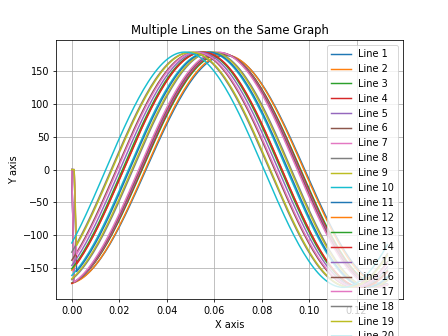 Multiple Lines on the Same Graph
Y axis
150
100
50
0
−50
−100
−150
0.00
0.02
0.04
0.06
0.08
0.10
X axis
Line 1
Line 2
Line 3
Line 4
Line 5
Line 6
Line 7
Line 8
Line 9
Line 10
Line 11
Line 12
Line 13
Line 14
Line 15
Line 16
Line 17
Line 18
Line 19
Line 20